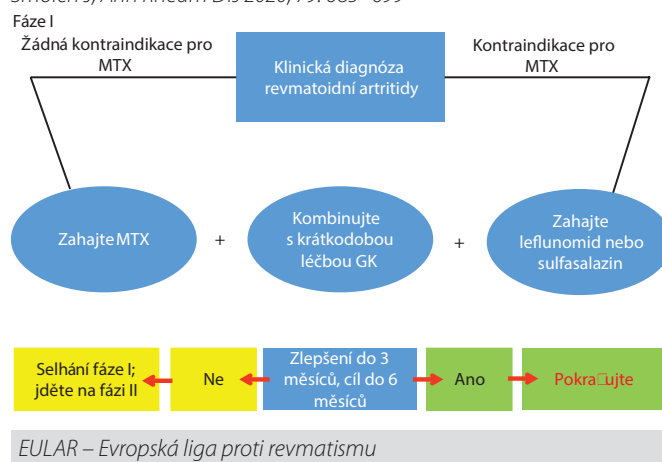 Fáze I
Žádná kontraindikace pro
MTX
Klinická diagnóza
revmatoidní artritidy
Kontraindikace pro
MTX
Zahajte MTX
+
Kombinujte
s krátkodobou
léčbou GK
+
Zahajte
leflunomid nebo
sulfasalazin
Selhání fáze I;
jděte na fázi II
Ne
Zlepšení do 3
měsíců, cíl do 6
měsíců
Ano
Pokra□ujte
EULAR – Evropská liga proti revmatismu